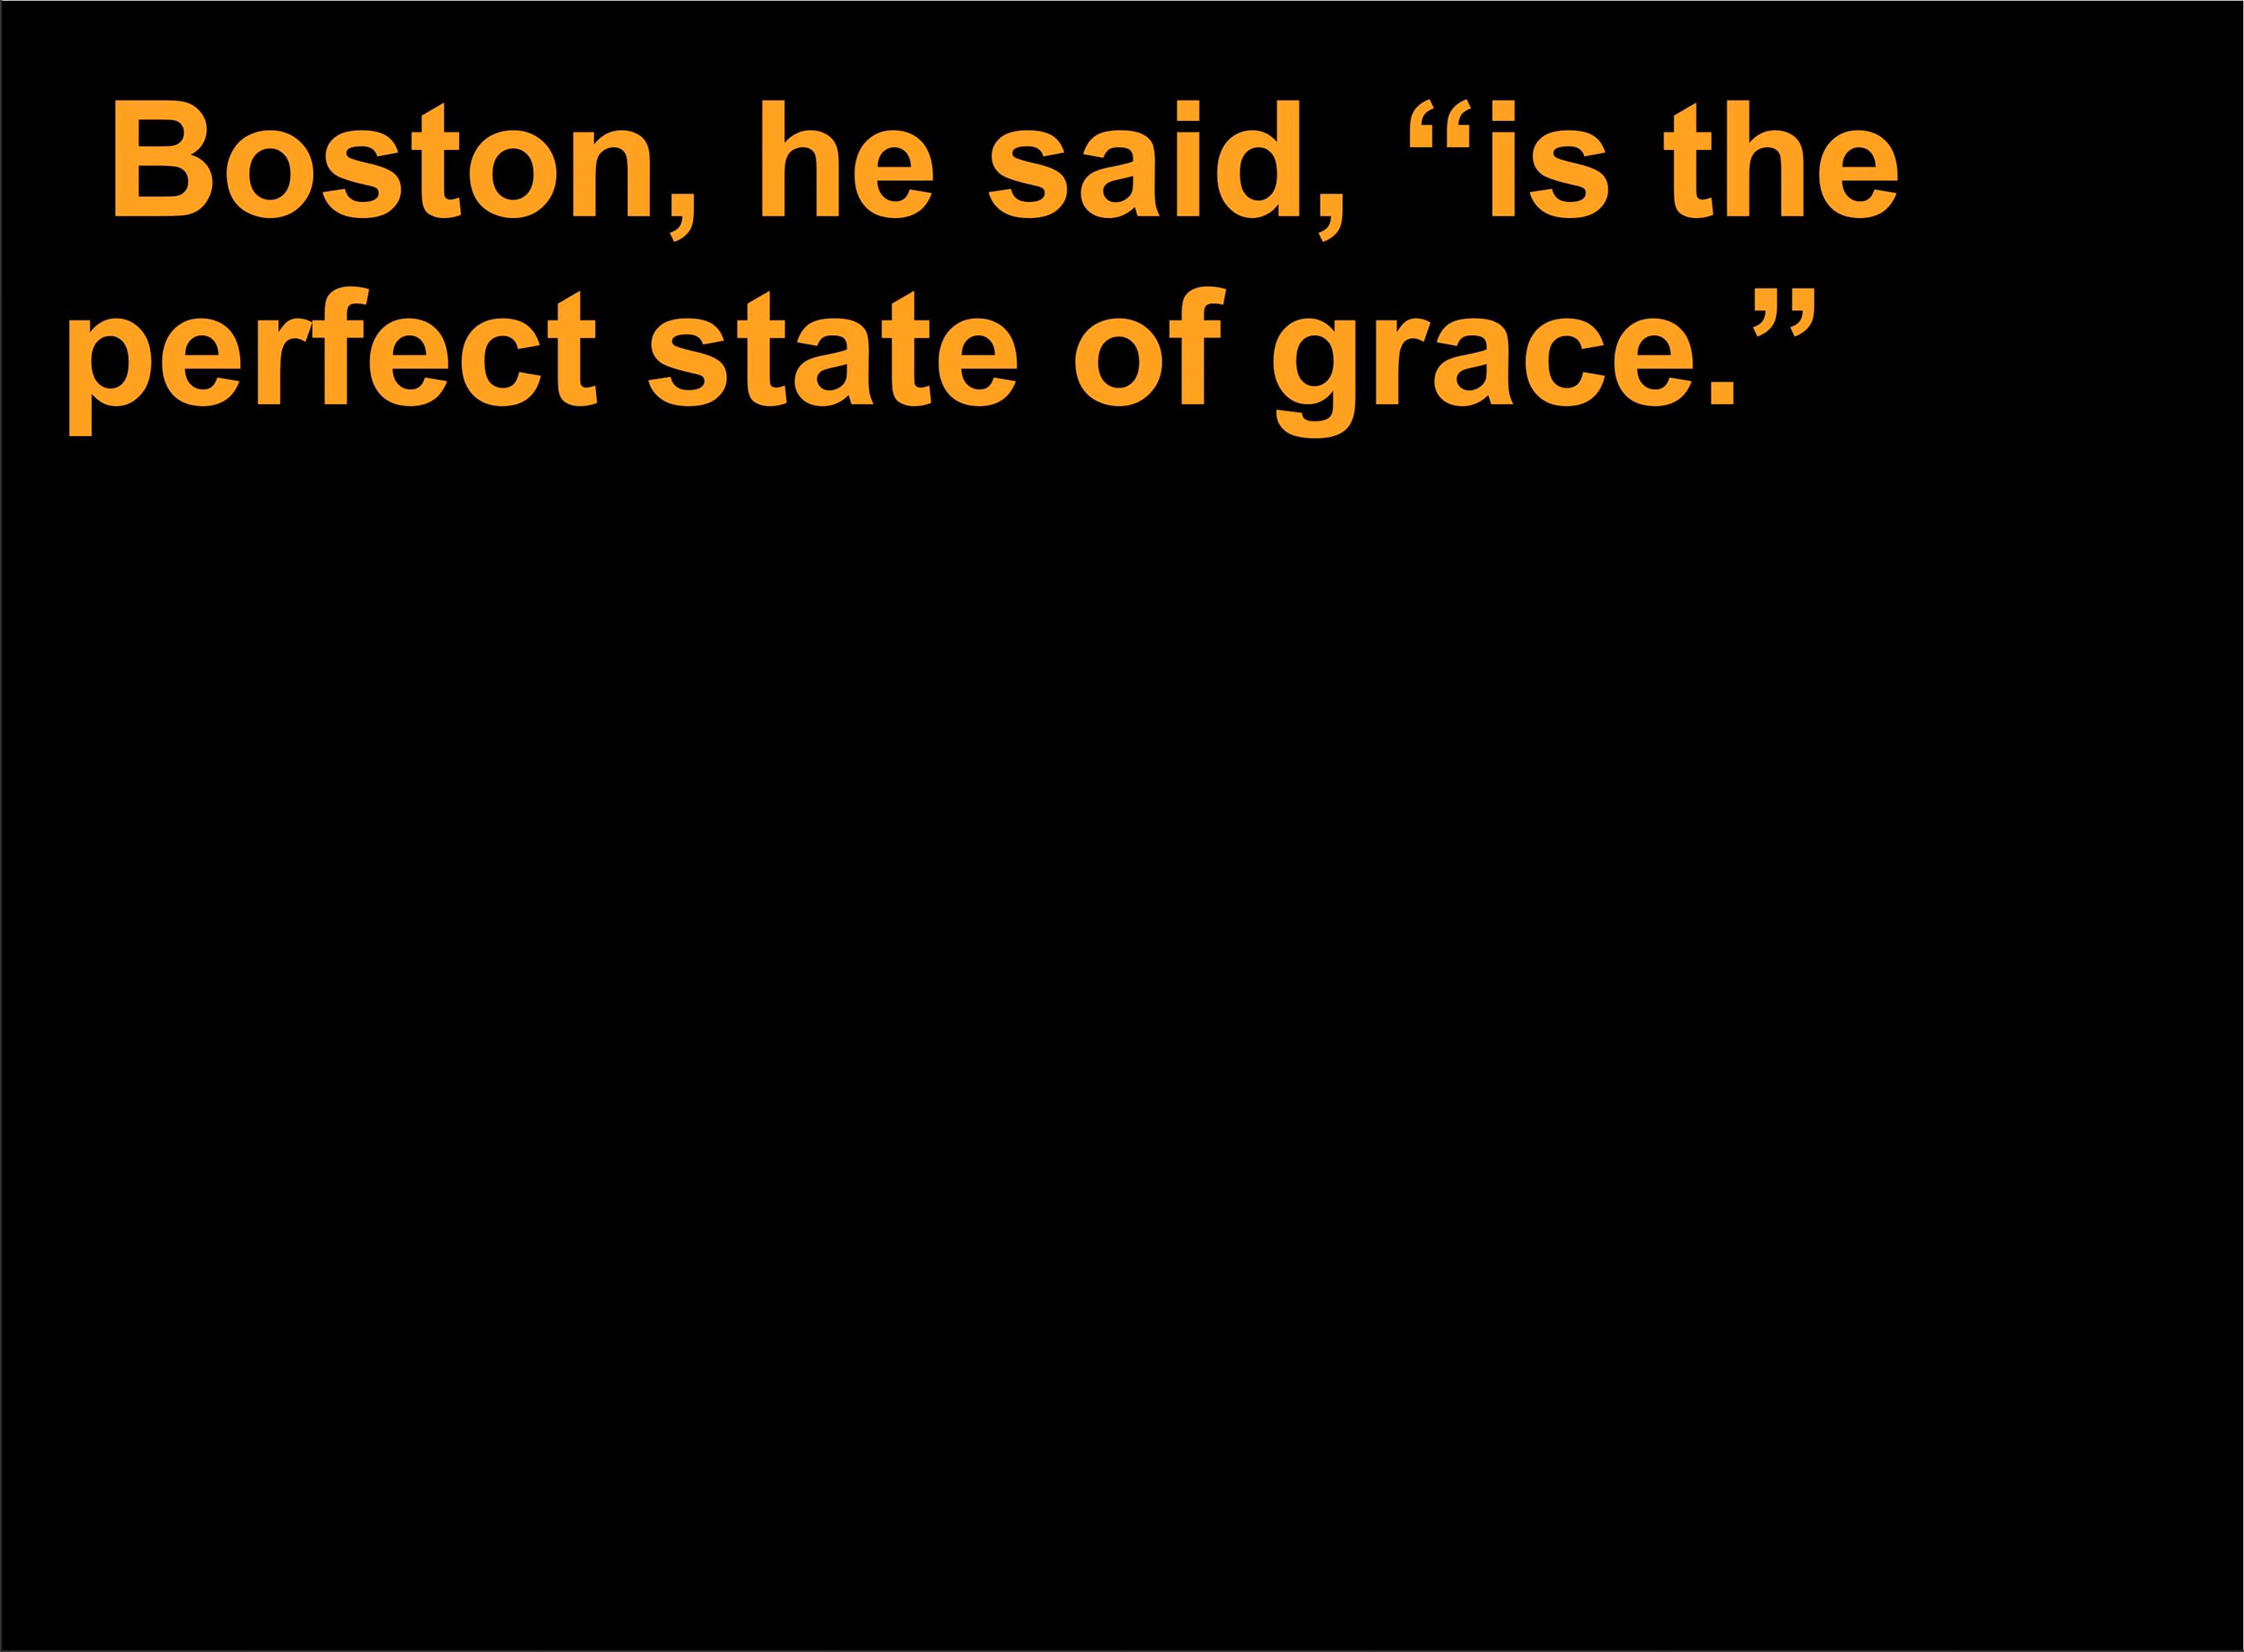 Boston, he said, “is the
perfect state of grace.”